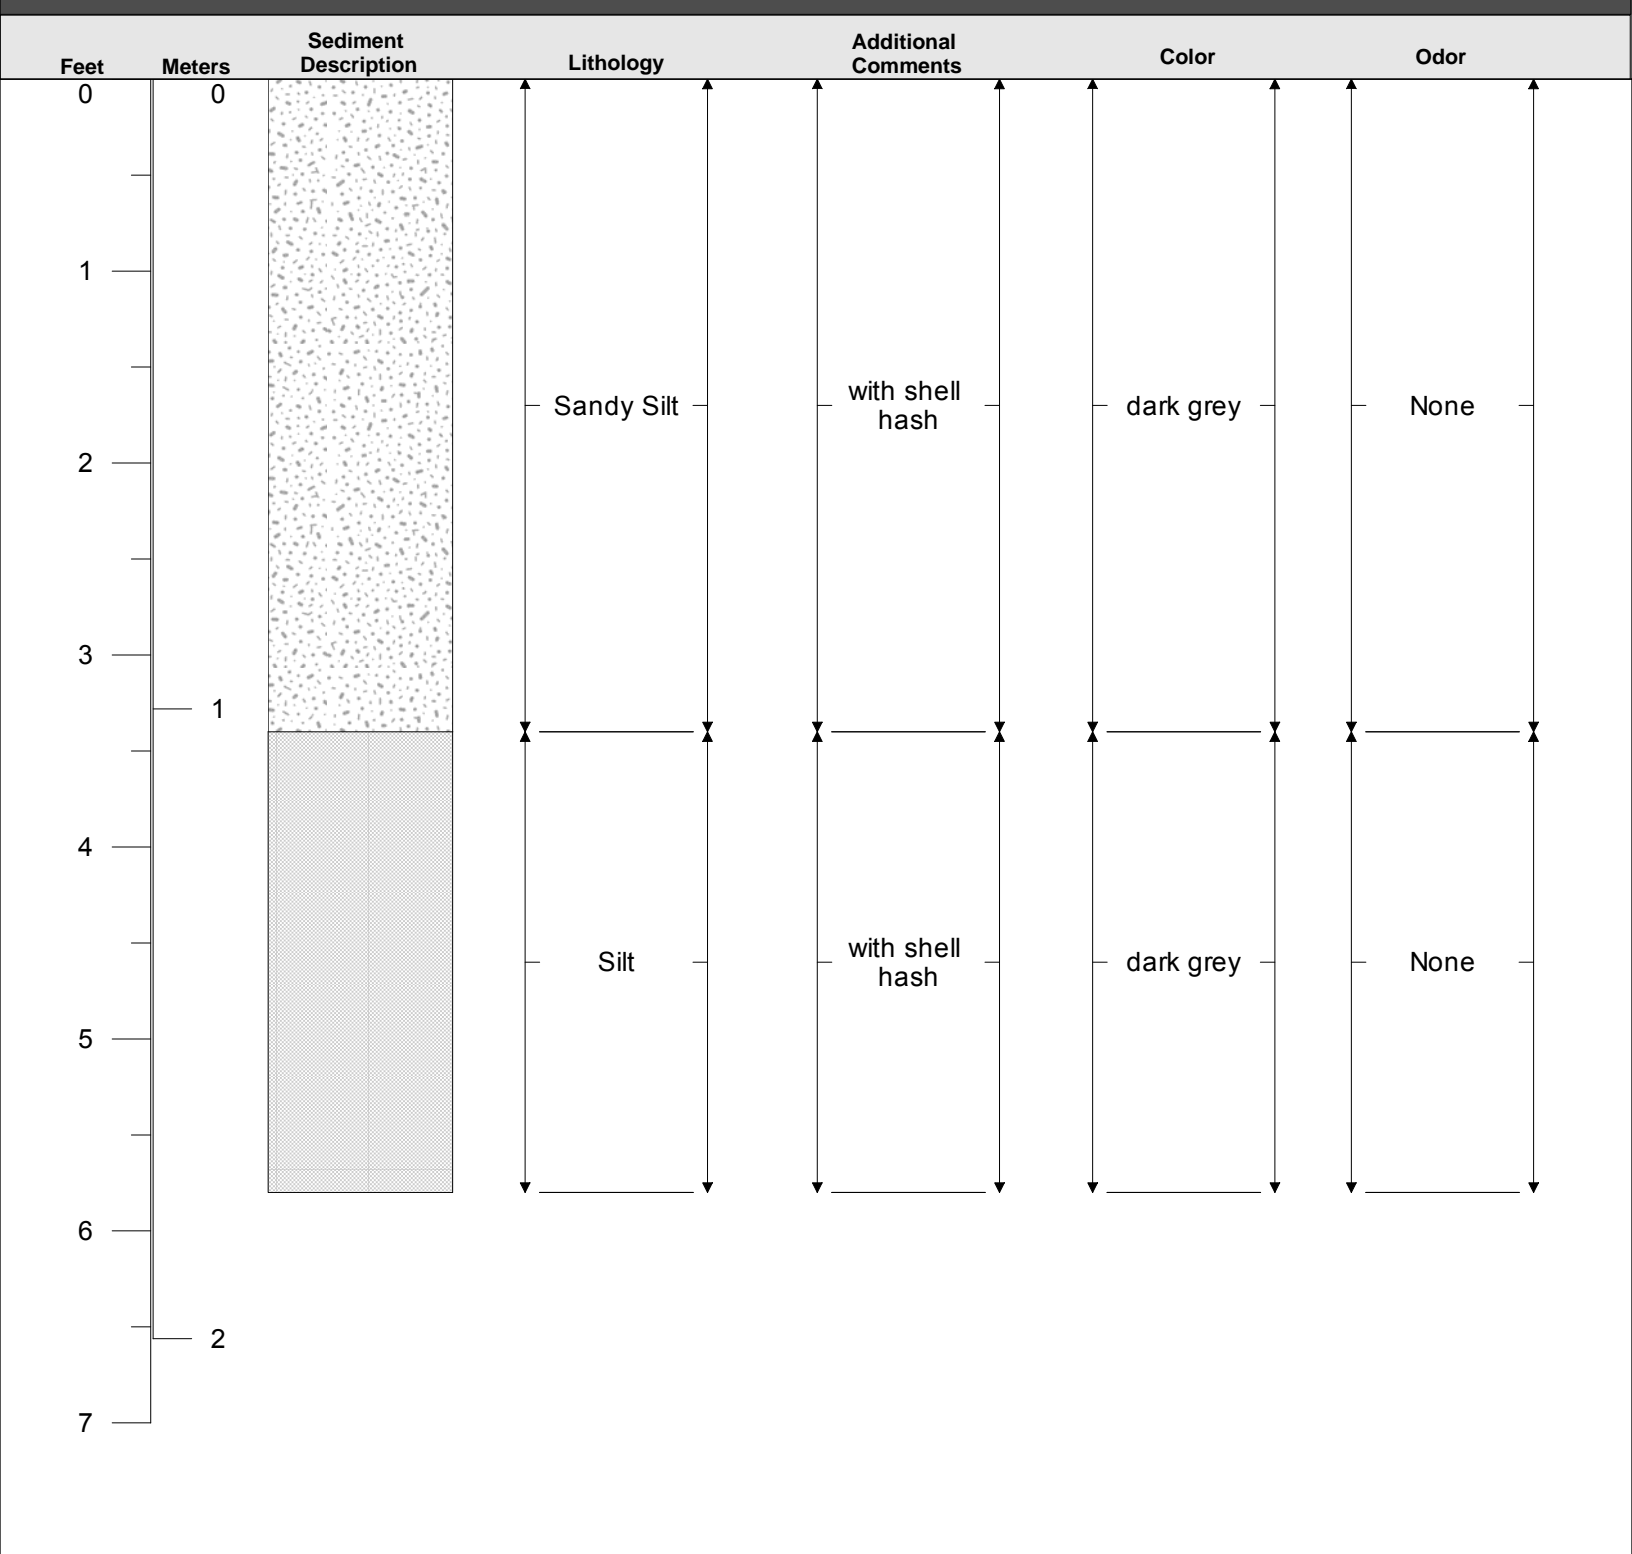 Feet
Meters
Sediment
Description
Lithology
Additional
Comments
Color
Odor
0
0
1
Sandy Silt
with shell
hash
dark grey
None
2
3
1
4
Silt
with shell
hash
dark grey
None
5
6
2
7